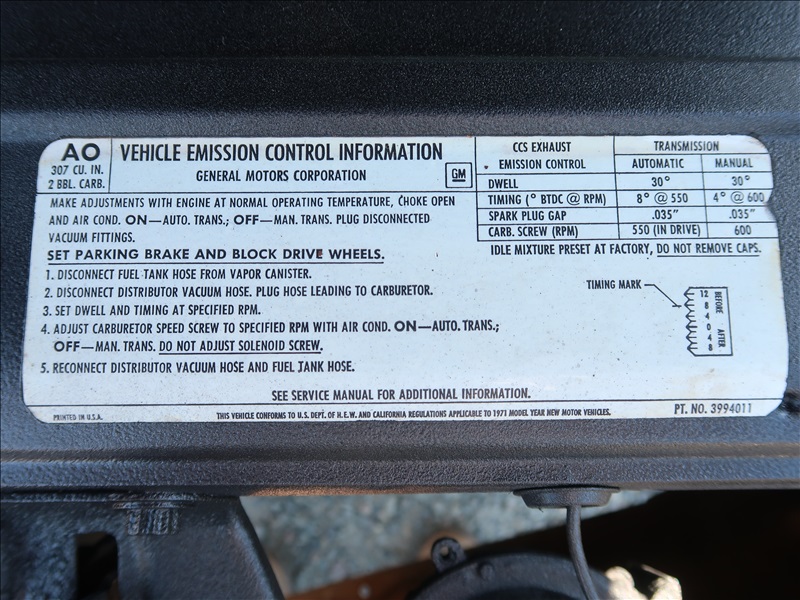 AO
307 CU. IN.
2 BBL. CARB.
VEHICLE EMISSION CONTROL INFORMATION
GENERAL MOTORS CORPORATION
GM
MAKE ADJUSTMENTS WITH ENGINE AT NORMAL OPERATING TEMPERATURE, CHOKE OPEN
AND AIR COND. ON—AUTO. TRANS.; OFF—MAN. TRANS. PLUG DISCONNECTED
VACUUM FITTINGS.
SET PARKING BRAKE AND BLOCK DRIVE WHEELS.
1. DISCONNECT FUEL TANK HOSE FROM VAPOR CANISTER.
2. DISCONNECT DISTRIBUTOR VACUUM HOSE. PLUG HOSE LEADING TO CARBURETOR.
3. SET DWELL AND TIMING AT SPECIFIED RPM.
4. ADJUST CARBURETOR SPEED SCREW TO SPECIFIED RPM WITH AIR COND. ON—AUTO. TRANS.;
OFF—MAN. TRANS. DO NOT ADJUST SOLENOID SCREW.
5. RECONNECT DISTRIBUTOR VACUUM HOSE AND FUEL TANK HOSE.
CCS EXHAUST TRANSMISSION
EMISSION CONTROL AUTOMATIC MANUAL
DWELL 30° 30°
TIMING (° BTDC @ RPM) 8° @ 550 4° @ 600
SPARK PLUG GAP .035" .035"
CARB. SCREW (RPM) 550 (IN DRIVE) 600
IDLE MIXTURE PRESET AT FACTORY, DO NOT REMOVE CAPS.
TIMING MARK
12
8
4
0
4
8
BEFORE
AFTER
SEE SERVICE MANUAL FOR ADDITIONAL INFORMATION.
PRINTED IN U.S.A.
THIS VEHICLE CONFORMS TO U.S. DEPT. OF H.E.W. AND CALIFORNIA REGULATIONS APPLICABLE TO 1971 MODEL YEAR NEW MOTOR VEHICLES.
PT. NO. 3994011